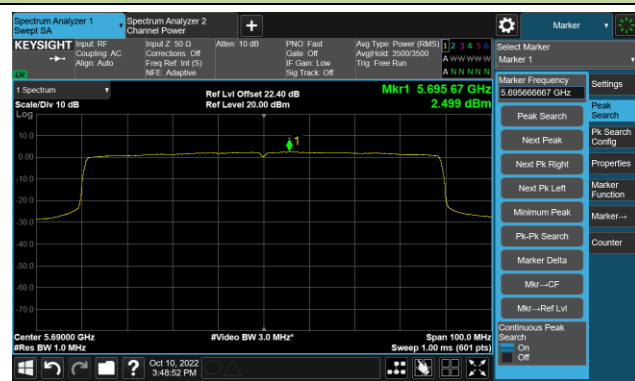 Spectrum Analyzer 1
Swept SA
Spectrum Analyzer 2
Channel Power
+
Marker
KEYSIGHT
Input: RF
Coupling: AC
Align: Auto
Input Z: 50 Ω
Corrections: Off
Freq Ref: Int (S)
NFE: Adaptive
Atten: 10 dB
PNO: Fast
Gate: Off
IF Gain: Low
Sig Track: Off
Avg Type: Power (RMS)
Avg|Hold: 3500/3500
Trig: Free Run
1 2 3 4 5 6
A W W W W W
A N N N N N
LW
Select Marker
Marker 1
1 Spectrum
Scale/Div 10 dB
Log
Ref Lvl Offset 22.40 dB
Ref Level 20.00 dBm
Mkr1 5.695 67 GHz
2.499 dBm
10.0
0.00
-10.0
-20.0
-30.0
-40.0
-50.0
-60.0
-70.0
1
Center 5.69000 GHz
#Res BW 1.0 MHz
#Video BW 3.0 MHz*
Span 100.0 MHz
Sweep 1.00 ms (601 pts)
Marker Frequency
5.695666667 GHz
Peak Search
Next Peak
Next Pk Right
Next Pk Left
Minimum Peak
Pk-Pk Search
Marker Delta
Mkr→CF
Mkr→Ref Lvl
Continuous Peak
Search
On
Off
Settings
Peak
Search
Pk Search
Config
Properties
Marker
Function
Marker→
Counter
?
Oct 10, 2022
3:48:52 PM